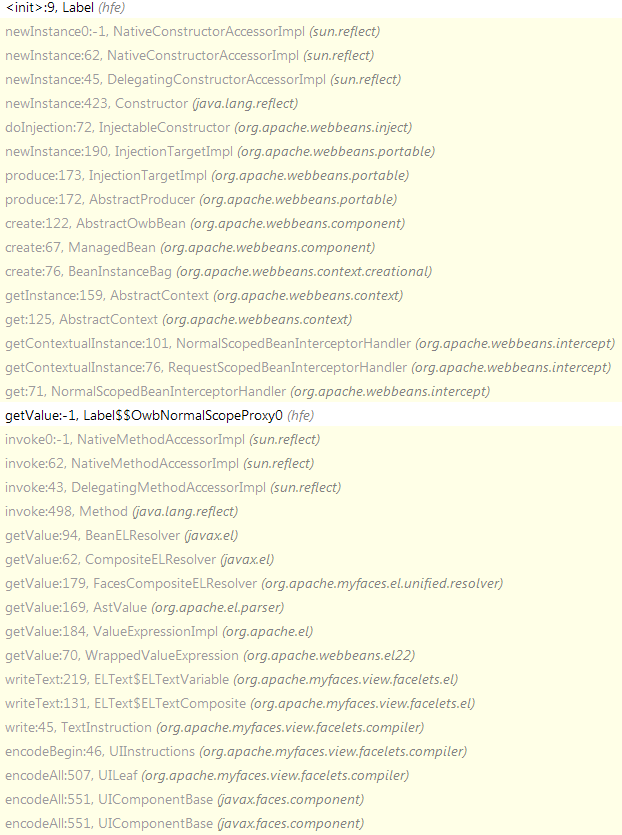 <init>:9, Label (hfe)
newInstance0:-1, NativeConstructorAccessorImpl (sun.reflect)
newInstance:62, NativeConstructorAccessorImpl (sun.reflect)
newInstance:45, DelegatingConstructorAccessorImpl (sun.reflect)
newInstance:423, Constructor (java.lang.reflect)
doInjection:72, InjectableConstructor (org.apache.webbeans.inject)
newInstance:190, InjectionTargetImpl (org.apache.webbeans.portable)
produce:173, InjectionTargetImpl (org.apache.webbeans.portable)
produce:172, AbstractProducer (org.apache.webbeans.portable)
create:122, AbstractOwbBean (org.apache.webbeans.component)
create:67, ManagedBean (org.apache.webbeans.component)
create:76, BeanInstanceBag (org.apache.webbeans.context.creational)
getInstance:159, AbstractContext (org.apache.webbeans.context)
get:125, AbstractContext (org.apache.webbeans.context)
getContextualInstance:101, NormalScopedBeanInterceptorHandler (org.apache.webbeans.intercept)
getContextualInstance:76, RequestScopedBeanInterceptorHandler (org.apache.webbeans.intercept)
get:71, NormalScopedBeanInterceptorHandler (org.apache.webbeans.intercept)
getValue:-1, Label$$OwbNormalScopeProxy0 (hfe)
invoke0:-1, NativeMethodAccessorImpl (sun.reflect)
invoke:62, NativeMethodAccessorImpl (sun.reflect)
invoke:43, DelegatingMethodAccessorImpl (sun.reflect)
invoke:498, Method (java.lang.reflect)
getValue:94, BeanELResolver (javax.el)
getValue:62, CompositeELResolver (javax.el)
getValue:179, FacesCompositeELResolver (org.apache.myfaces.el.unified.resolver)
getValue:169, AstValue (org.apache.el.parser)
getValue:184, ValueExpressionImpl (org.apache.el)
getValue:70, WrappedValueExpression (org.apache.webbeans.el22)
writeText:219, ELText$ELTextVariable (org.apache.myfaces.view.facelets.el)
writeText:131, ELText$ELTextComposite (org.apache.myfaces.view.facelets.el)
write:45, TextInstruction (org.apache.myfaces.view.facelets.compiler)
encodeBegin:46, UIInstructions (org.apache.myfaces.view.facelets.compiler)
encodeAll:507, UILeaf (org.apache.myfaces.view.facelets.compiler)
encodeAll:551, UIComponentBase (javax.faces.component)
encodeAll:551, UIComponentBase (javax.faces.component)